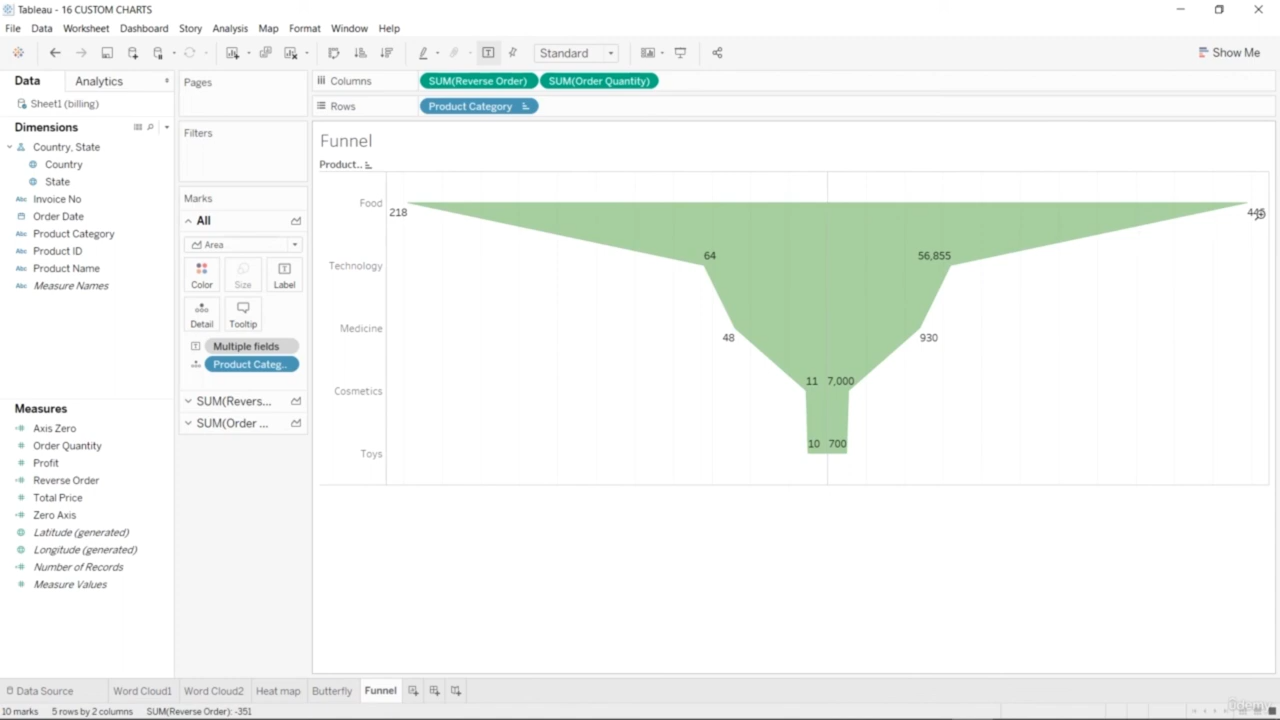 Tableau - 16 CUSTOM CHARTS
File Data Worksheet Dashboard Story Analysis Map Format Window Help
Standard
Show Me
Data Analytics
Sheet1 (billing)
Dimensions
Country, State
Country
State
Abc Invoice No
Order Date
Abc Product Category
Abc Product ID
Abc Product Name
Abc Measure Names
Measures
Axis Zero
Order Quantity
Profit
Reverse Order
Total Price
Zero Axis
Latitude (generated)
Longitude (generated)
Number of Records
Measure Values
Pages
Filters
Marks
All
Area
Color Size Label
Detail Tooltip
Multiple fields
Product Categ..
SUM(Revers...
SUM(Order ...
Columns SUM(Reverse Order) SUM(Order Quantity)
Rows Product Category
Funnel
Product..
Food
218
Technology
64 56,855
Medicine
48 930
Cosmetics
11 7,000
Toys
10 700
Data Source Word Cloud1 Word Cloud2 Heat map Butterfly Funnel
10 marks 5 rows by 2 columns SUM(Reverse Order): -351